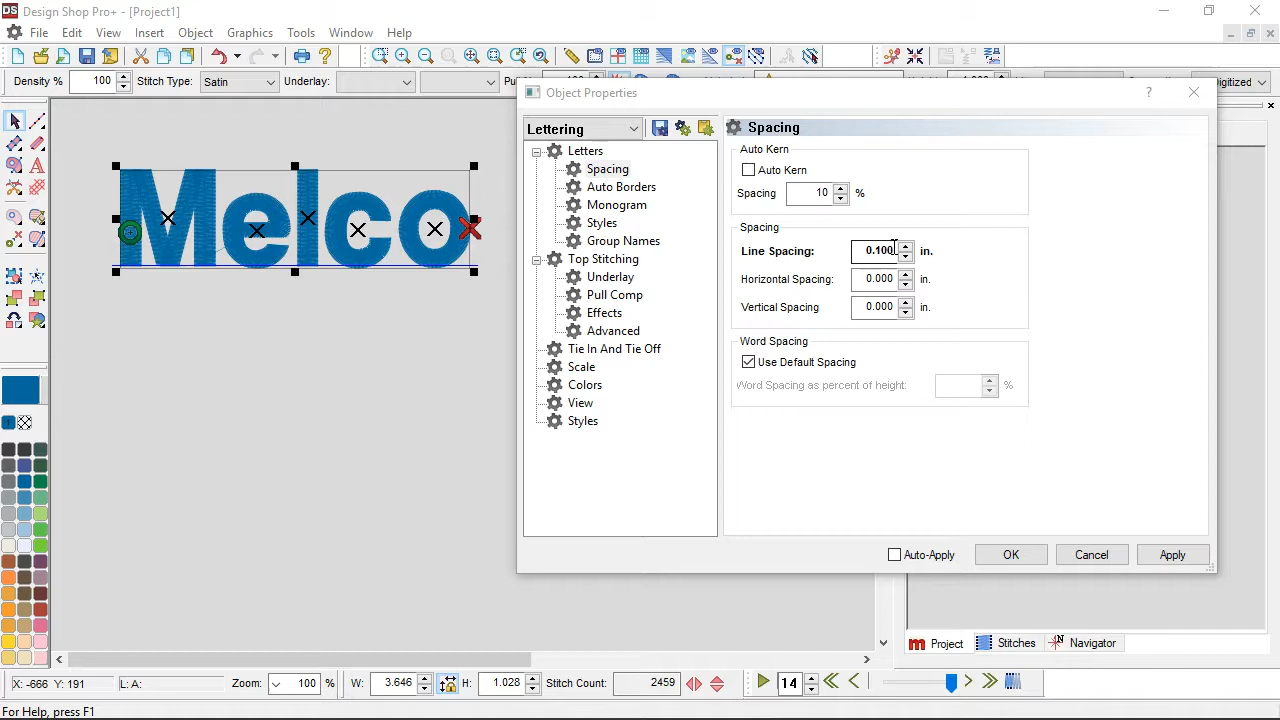 DS Design Shop Pro+ - [Project1]
File Edit View Insert Object Graphics Tools Window Help
Density % 100 Stitch Type: Satin Underlay:
Digitized
Object Properties
Lettering
Letters
Spacing
Auto Borders
Monogram
Styles
Group Names
Top Stitching
Underlay
Pull Comp
Effects
Advanced
Tie In And Tie Off
Scale
Colors
View
Styles
Spacing
Auto Kern
Auto Kern
Spacing 10 %
Spacing
Line Spacing: 0.100 in.
Horizontal Spacing: 0.000 in.
Vertical Spacing 0.000 in.
Word Spacing
Use Default Spacing
Word Spacing as percent of height: %
Auto-Apply OK Cancel Apply
Melco
Project Stitches Navigator
X: -666 Y: 191 L: A: Zoom: 100 % W: 3.646 H: 1.028 Stitch Count: 2459 14
For Help, press F1